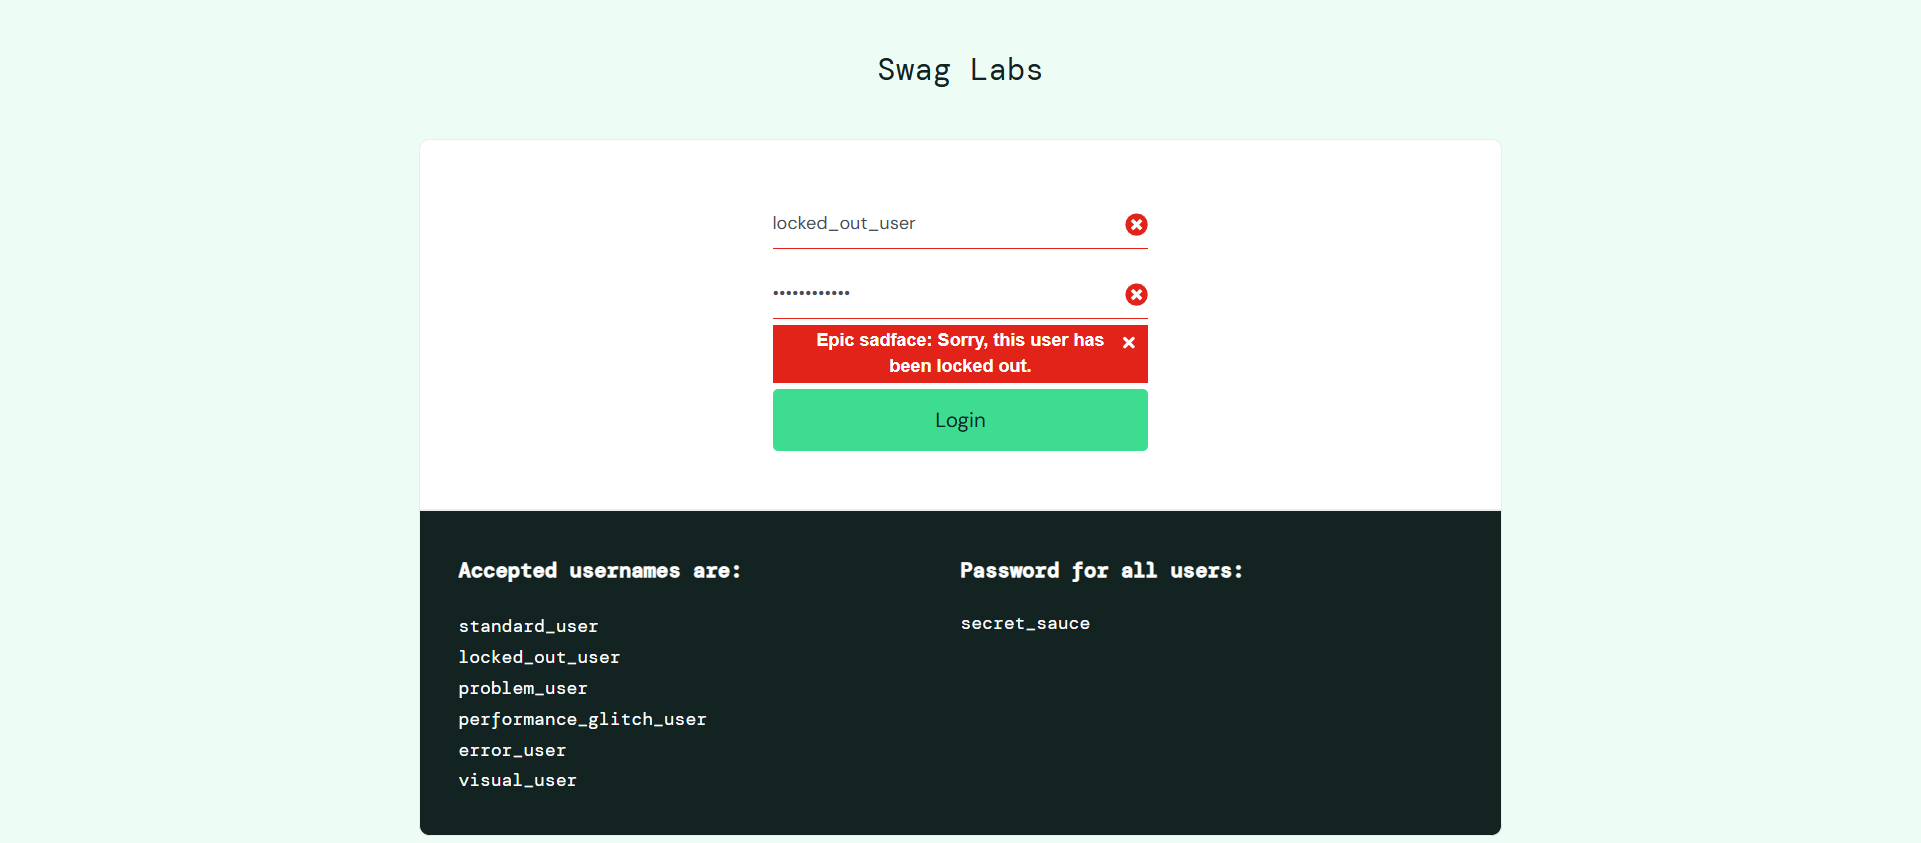 Swag Labs
locked_out_user
••••••••••••
Epic sadface: Sorry, this user has
been locked out.
Login
Accepted usernames are:
standard_user
locked_out_user
problem_user
performance_glitch_user
error_user
visual_user
Password for all users:
secret_sauce